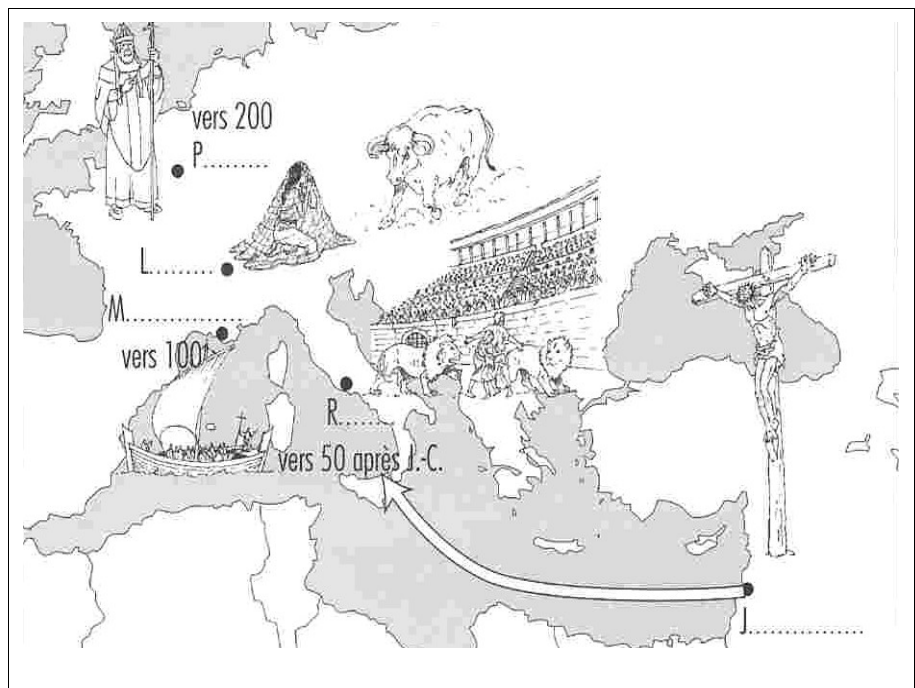 vers 200
P.........
L.........
M................
vers 100
R........
vers 50 après J.-C.
J................